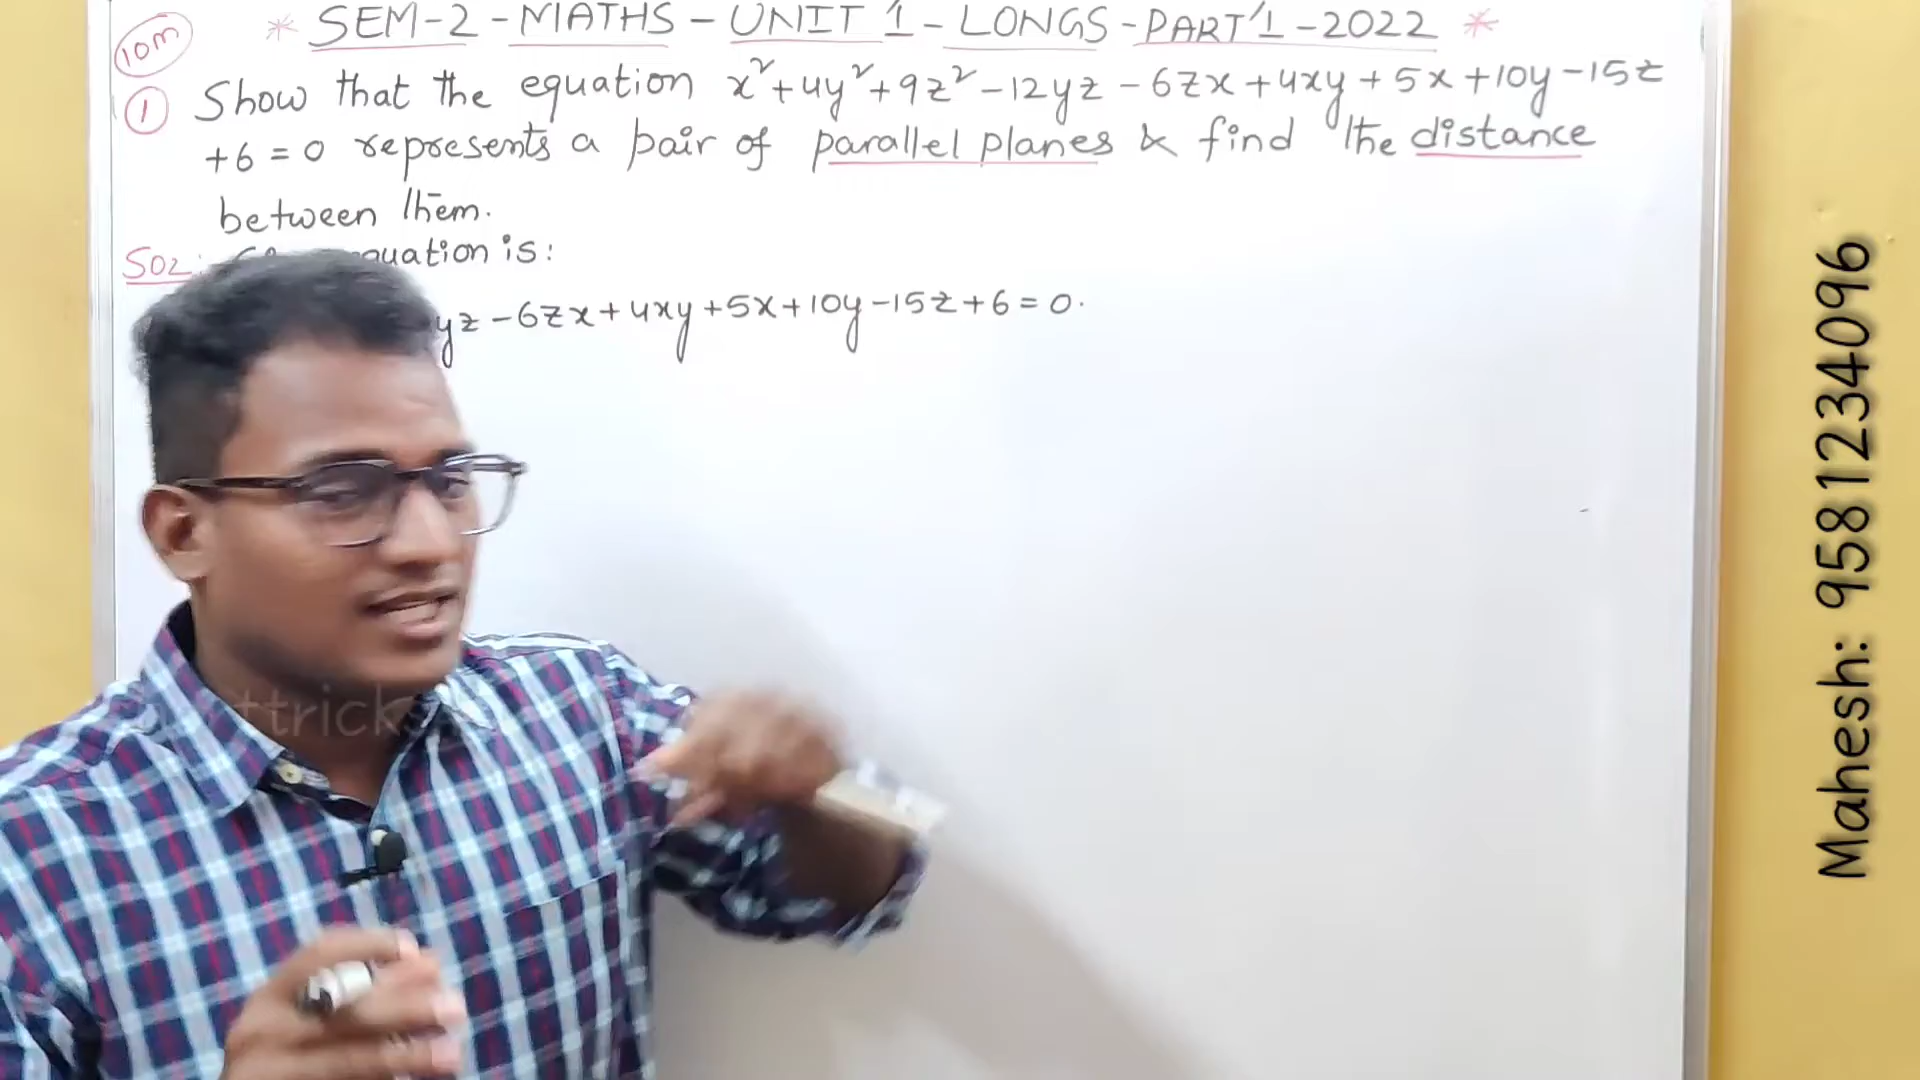 * SEM-2 - MATHS - UNIT 1 - LONGS - PART 1 - 2022 *
10m
① Show that the equation x²+4y²+9z²-12yz-6zx+4xy+5x+10y-15z
+6=0 represents a pair of parallel planes & find the distance
between them.
Sol: equation is:
yz-6zx+4xy+5x+10y-15z+6=0.
ttricks
Mahesh: 9581234096